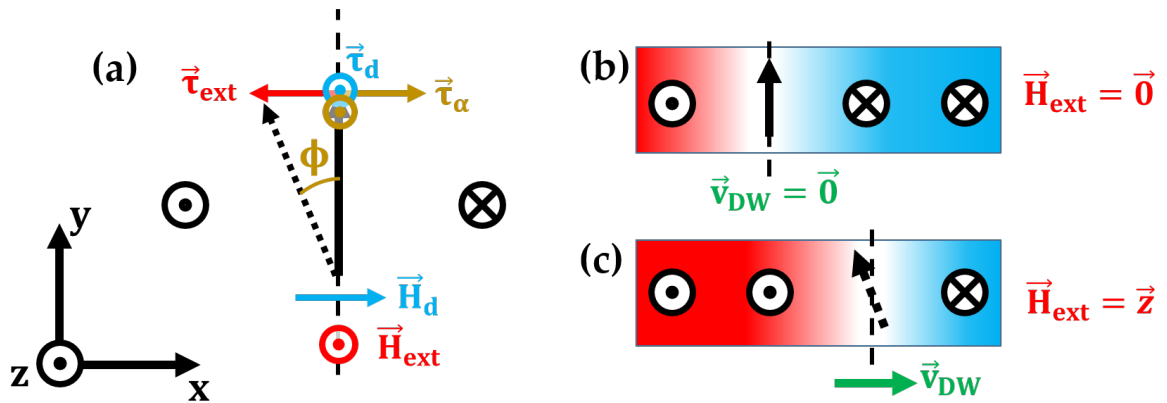 (a)
τ⃗d
τ⃗ext
τ⃗α
ϕ
y
z
x
H⃗d
H⃗ext
(b)
H⃗ext = 0⃗
v⃗DW = 0⃗
(c)
H⃗ext = z⃗
v⃗DW